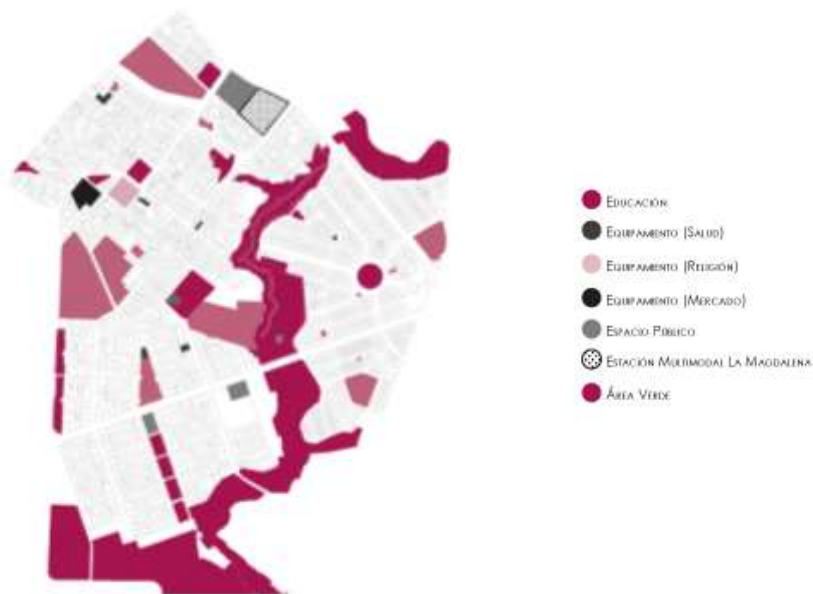 Educación
Equipamiento (Salud)
Equipamiento (Religión)
Equipamiento (Mercado)
Espacio Público
Estación Multimodal La Magdalena
Área Verde